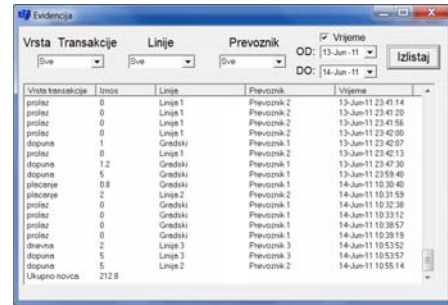 Evidencija
Vrsta Transakcije Linije Prevoznik Vrijeme
OD: 13-Jun-11
Sve Sve Sve Izlistaj
DO: 14-Jun-11
Vrsta transakcije Iznos Linija Prevoznik Vrijeme
prolaz 0 Linija 1 Prevoznik 2 13-Jun-11 23:41:14
prolaz 0 Linija 1 Prevoznik 2 13-Jun-11 23:41:20
prolaz 0 Linija 1 Prevoznik 2 13-Jun-11 23:41:56
prolaz 0 Linija 1 Prevoznik 2 13-Jun-11 23:42:00
dopuna 1 Gradski Prevoznik 1 13-Jun-11 23:42:07
prolaz 0 Linija 1 Prevoznik 2 13-Jun-11 23:42:13
dopuna 1.2 Gradski Prevoznik 1 13-Jun-11 23:47:30
dopuna 5 Gradski Prevoznik 1 13-Jun-11 23:59:40
placanje 0.8 Gradski Prevoznik 1 14-Jun-11 10:30:40
placanje 2 Linija 2 Prevoznik 2 14-Jun-11 10:31:59
prolaz 0 Gradski Prevoznik 1 14-Jun-11 10:32:38
prolaz 0 Gradski Prevoznik 1 14-Jun-11 10:33:12
prolaz 0 Gradski Prevoznik 1 14-Jun-11 10:38:57
prolaz 0 Gradski Prevoznik 1 14-Jun-11 10:39:19
dnevna 2 Linija 3 Prevoznik 3 14-Jun-11 10:53:52
dopuna 5 Linija 3 Prevoznik 3 14-Jun-11 10:53:57
dopuna 5 Linija 2 Prevoznik 2 14-Jun-11 10:55:14
Ukupno novca 212.8